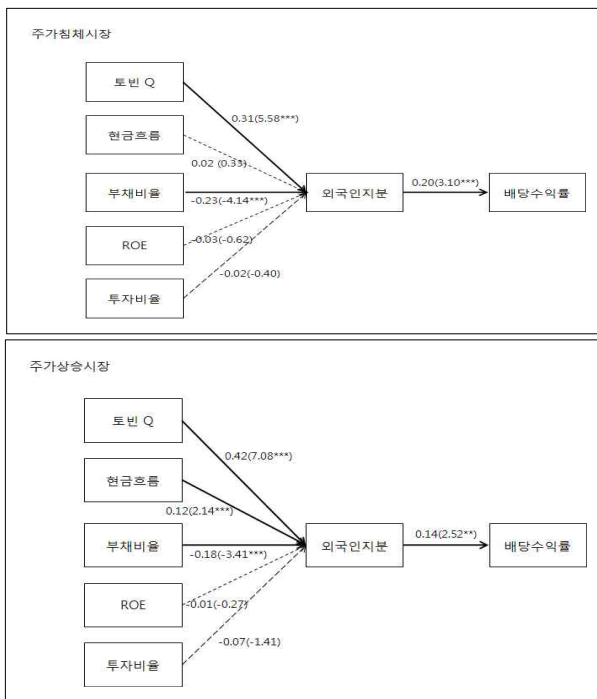 주가침체시장
토빈 Q
0.31(5.58***)
현금흐름
0.02 (0.33)
부채비율
-0.23(-4.14***)
외국인지분
0.20(3.10***)
배당수익률
ROE
-0.03(-0.62)
-0.02(-0.40)
투자비율
주가상승시장
토빈 Q
0.42(7.08***)
현금흐름
0.12(2.14***)
부채비율
-0.18(-3.41***)
외국인지분
0.14(2.52**)
배당수익률
ROE
-0.01(-0.27)
-0.07(-1.41)
투자비율